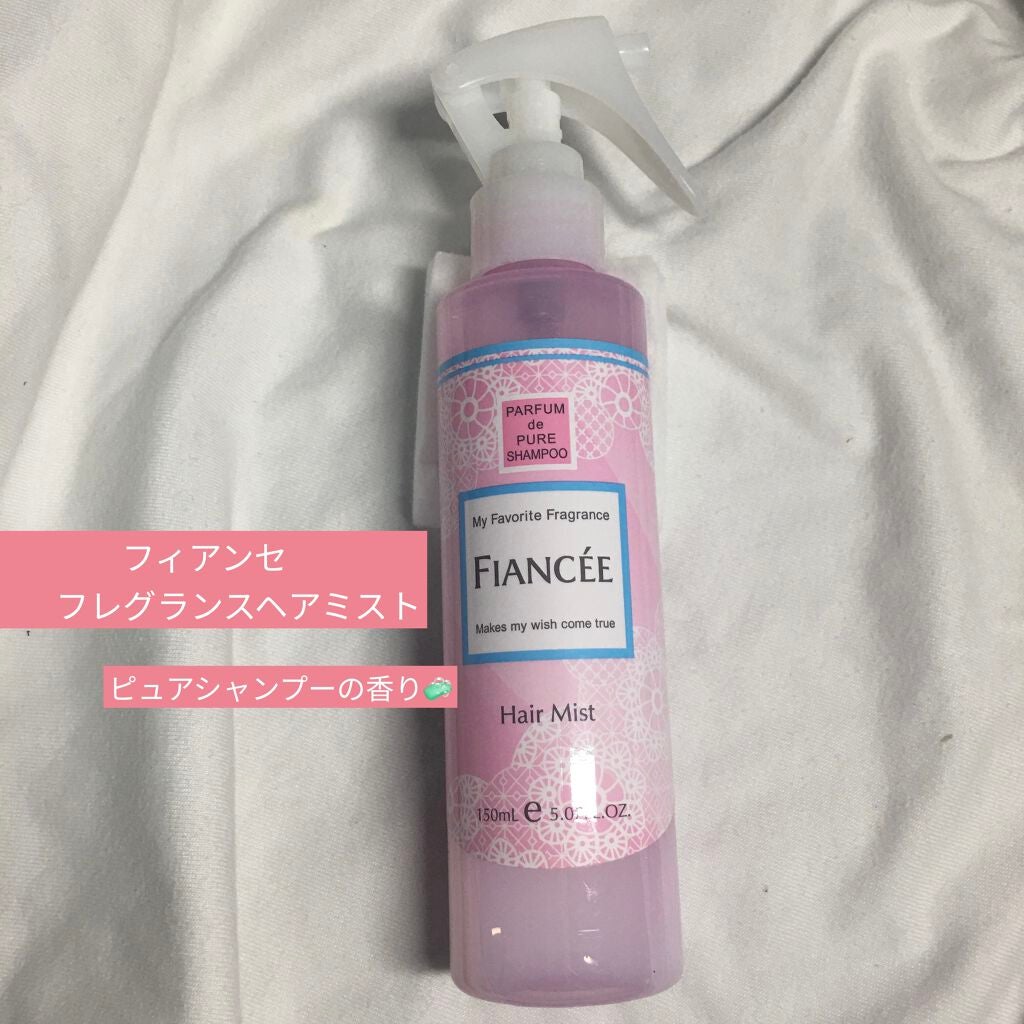 PARFUM
de
PURE
SHAMPOO
My Favorite Fragrance
FIANCÉE
Makes my wish come true
フィアンセ
フレグランスヘアミスト
ピュアシャンプーの香り🧼
Hair Mist
150mL e